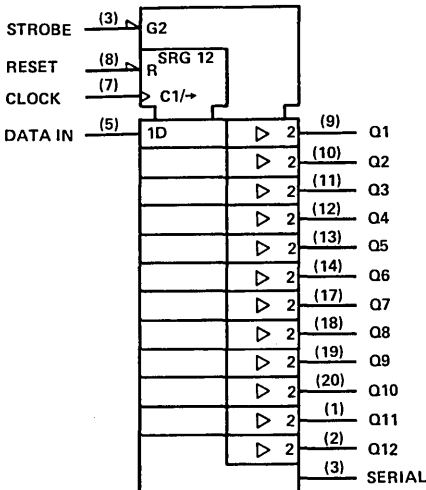 STROBE (3) G2
RESET (8) R SRG 12
CLOCK (7) C1/→
DATA IN (5) 1D 2 (9) Q1
2 (10) Q2
2 (11) Q3
2 (12) Q4
2 (13) Q5
2 (14) Q6
2 (17) Q7
2 (18) Q8
2 (19) Q9
2 (20) Q10
2 (1) Q11
2 (2) Q12
(3) SERIAL